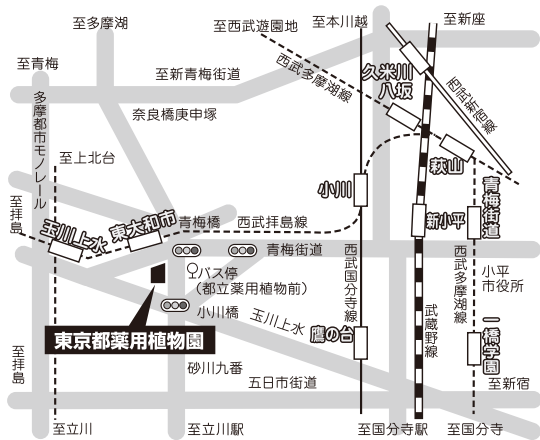 至多摩湖
至西武遊園地
至本川越
至新座
至青梅
至新青梅街道
西武多摩湖線
久米川
八坂
西武新宿線
多摩都市モノレール
奈良橋庚申塚
至上北台
萩山
小川
青梅街道
至拝島
玉川上水
東大和市
青梅橋
西武拝島線
新小平
青梅街道
バス停
(都立薬用植物前)
西武国分寺線
西武多摩湖線
小平
市役所
小川橋
玉川上水
武蔵野線
鷹の台
一橋学園
東京都薬用植物園
至拝島
砂川九番
五日市街道
至新宿
至立川
至立川駅
至国分寺駅
至国分寺